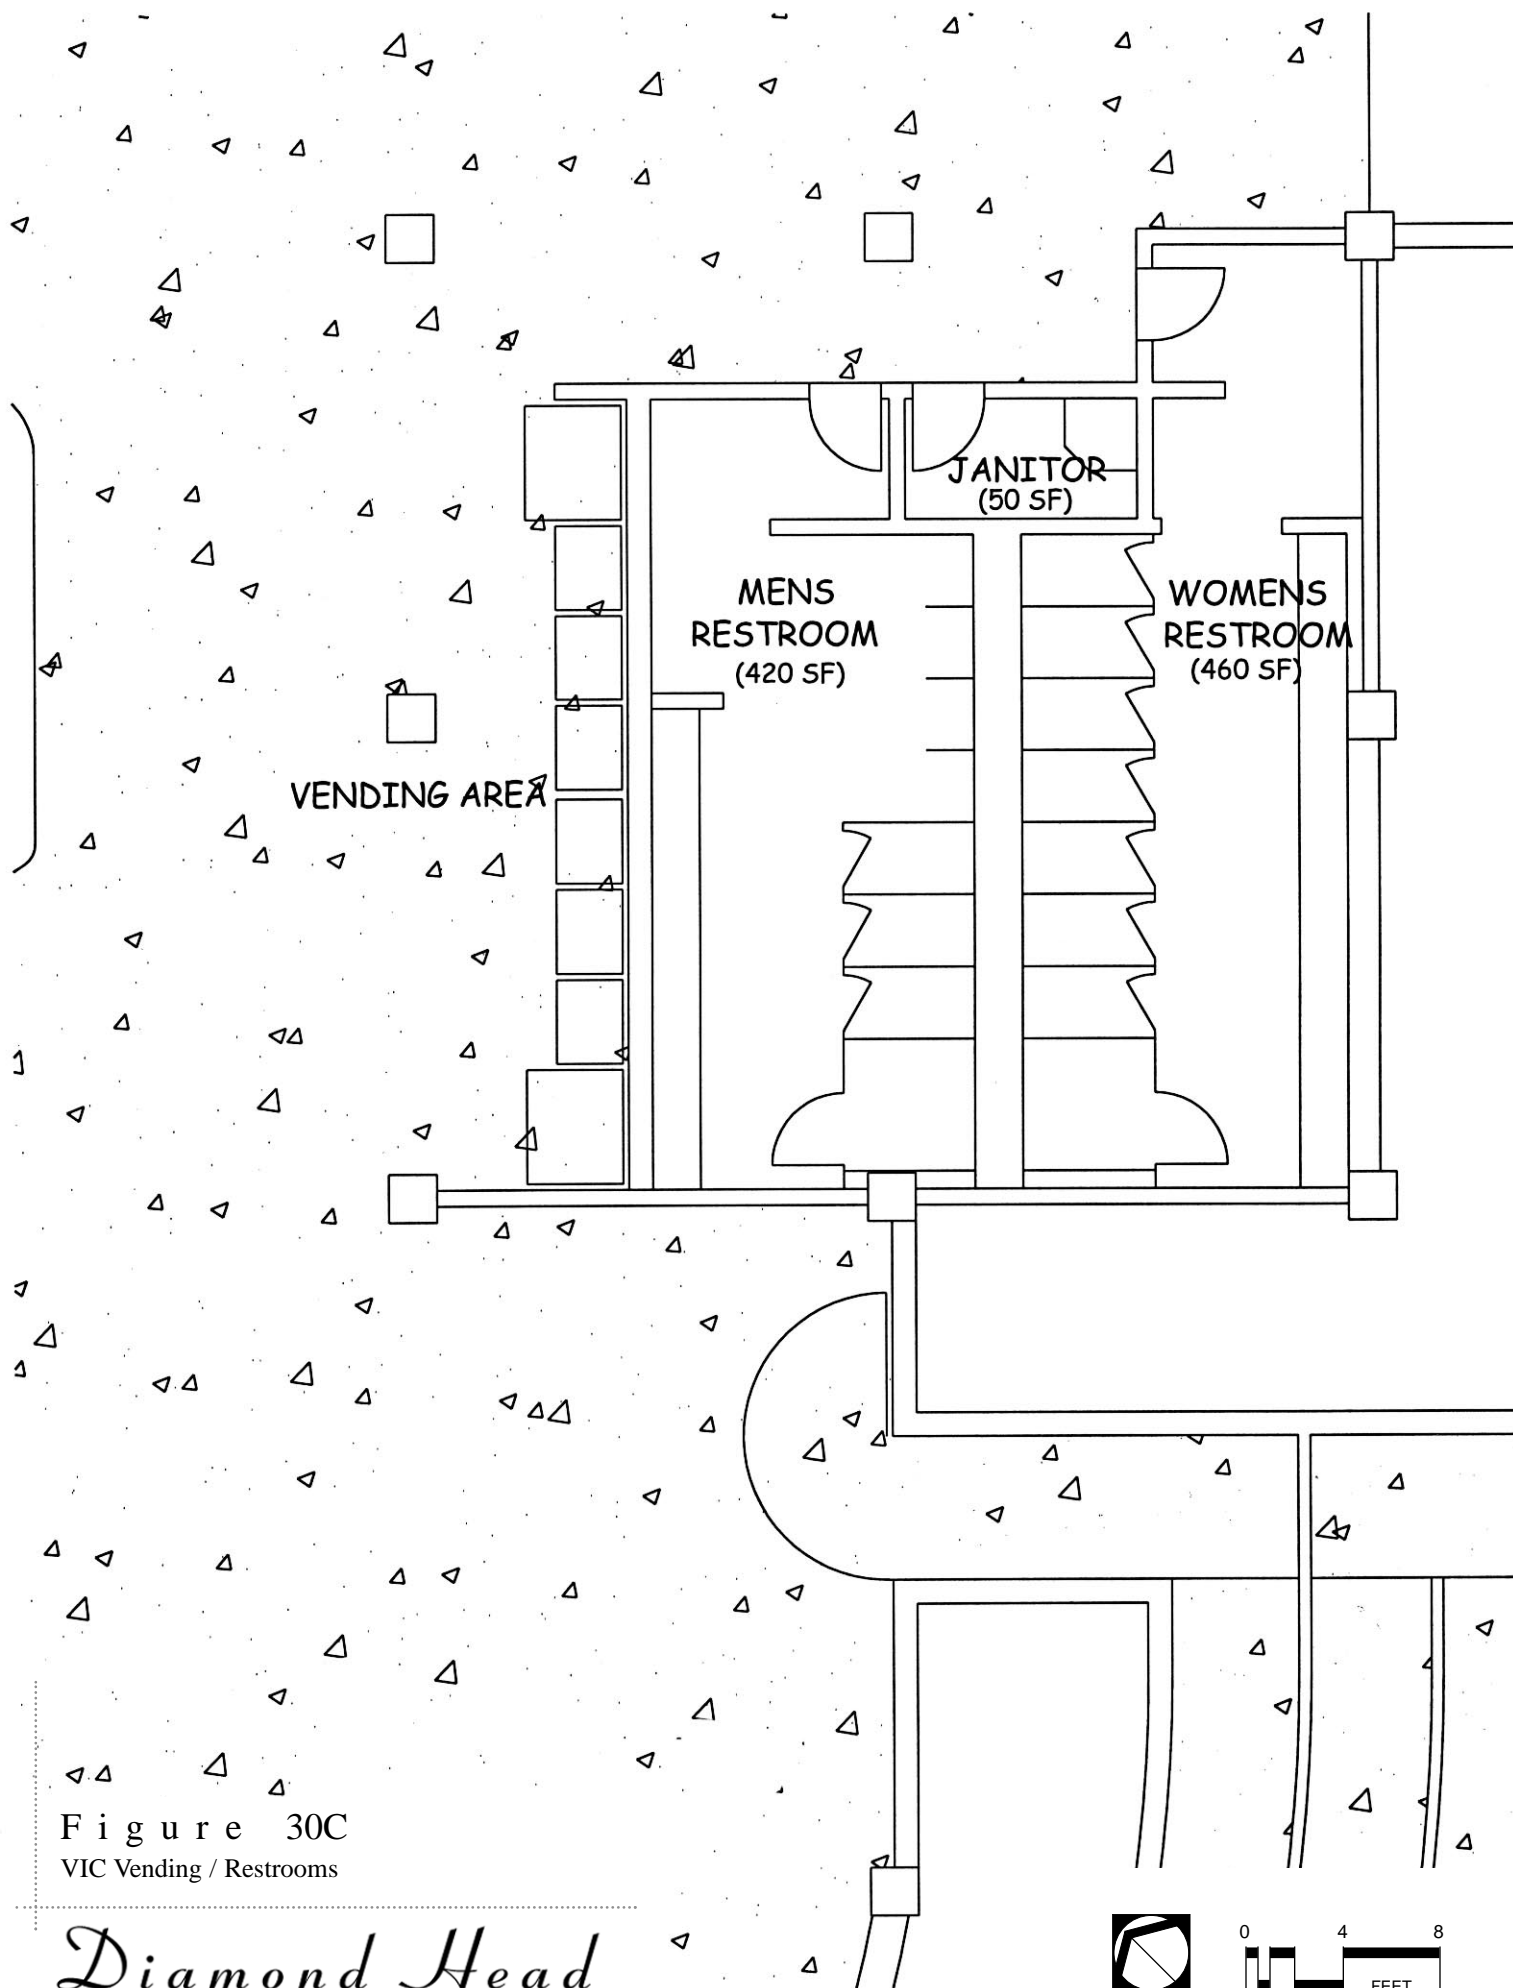 JANITOR
(50 SF)
MENS
RESTROOM
(420 SF)
WOMENS
RESTROOM
(460 SF)
VENDING AREA
Figure 30C
VIC Vending / Restrooms
Diamond Head
0 4 8
FEET